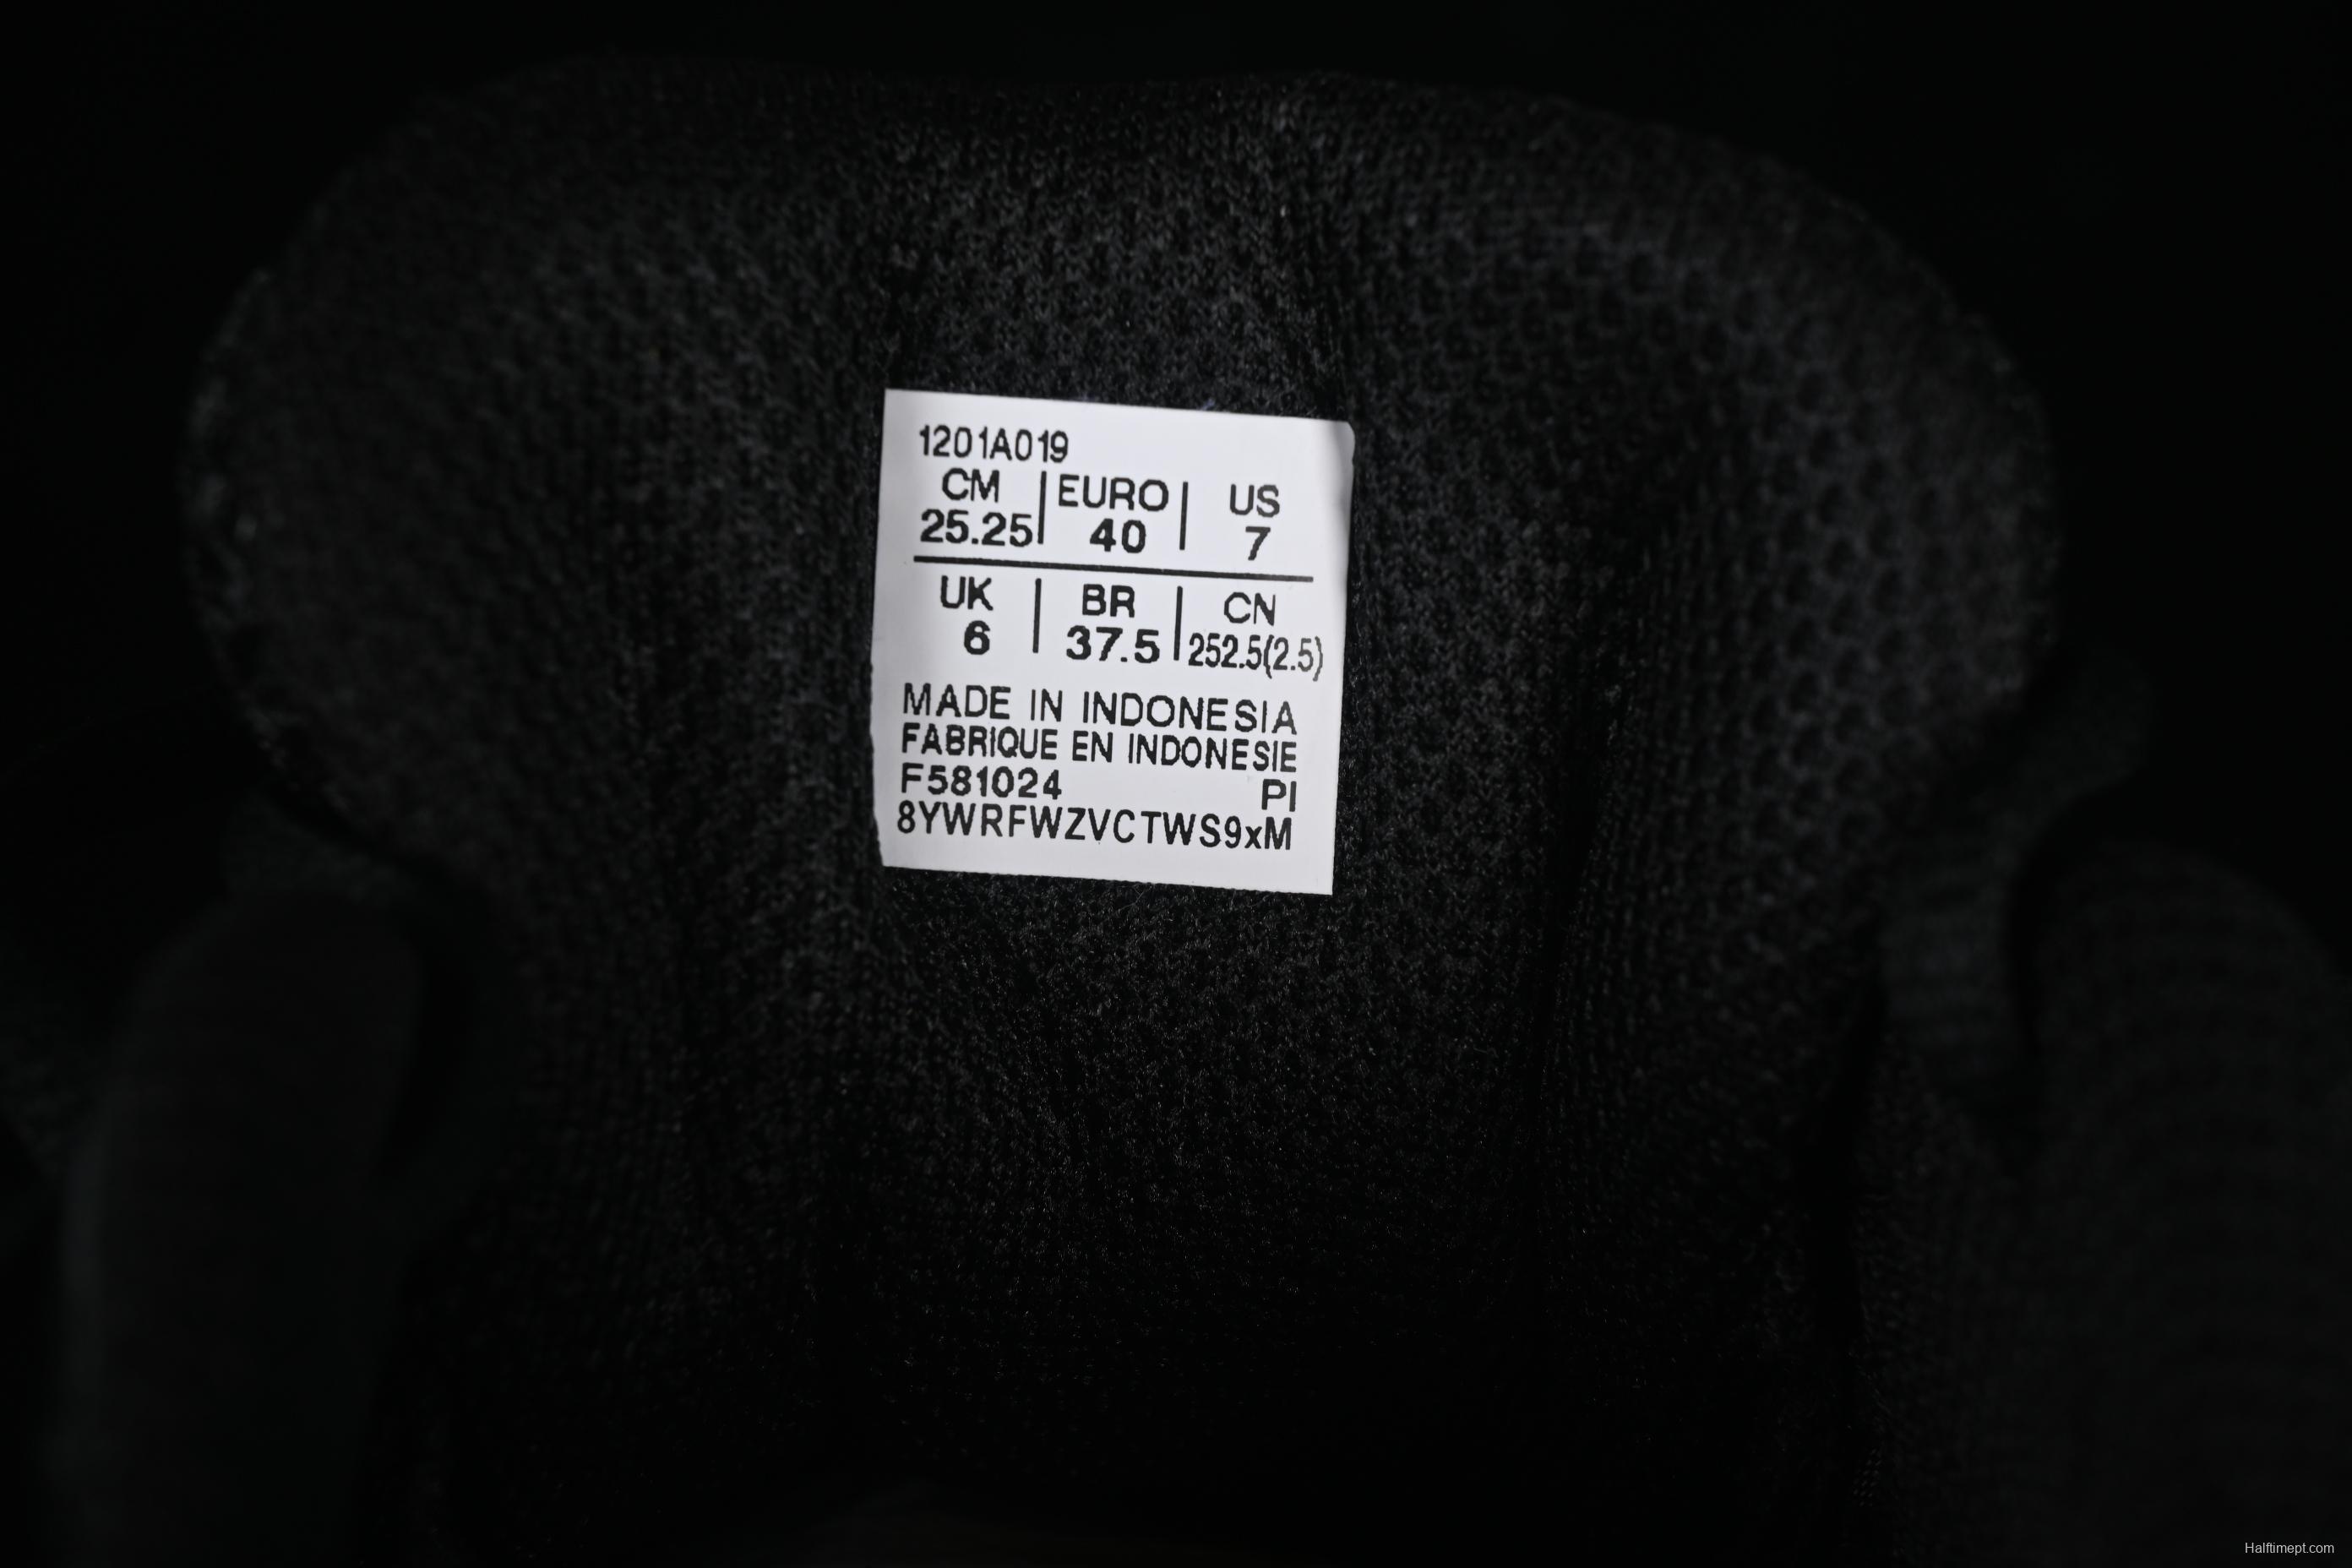 1201A019
CM | EURO | US
25.25 | 40 | 7
UK | BR | CN
6 | 37.5 | 252.5(2.5)
MADE IN INDONESIA
FABRIQUE EN INDONESIE
F581024 PI
8YWRFWZVCTWS9xM
Halftimept.com